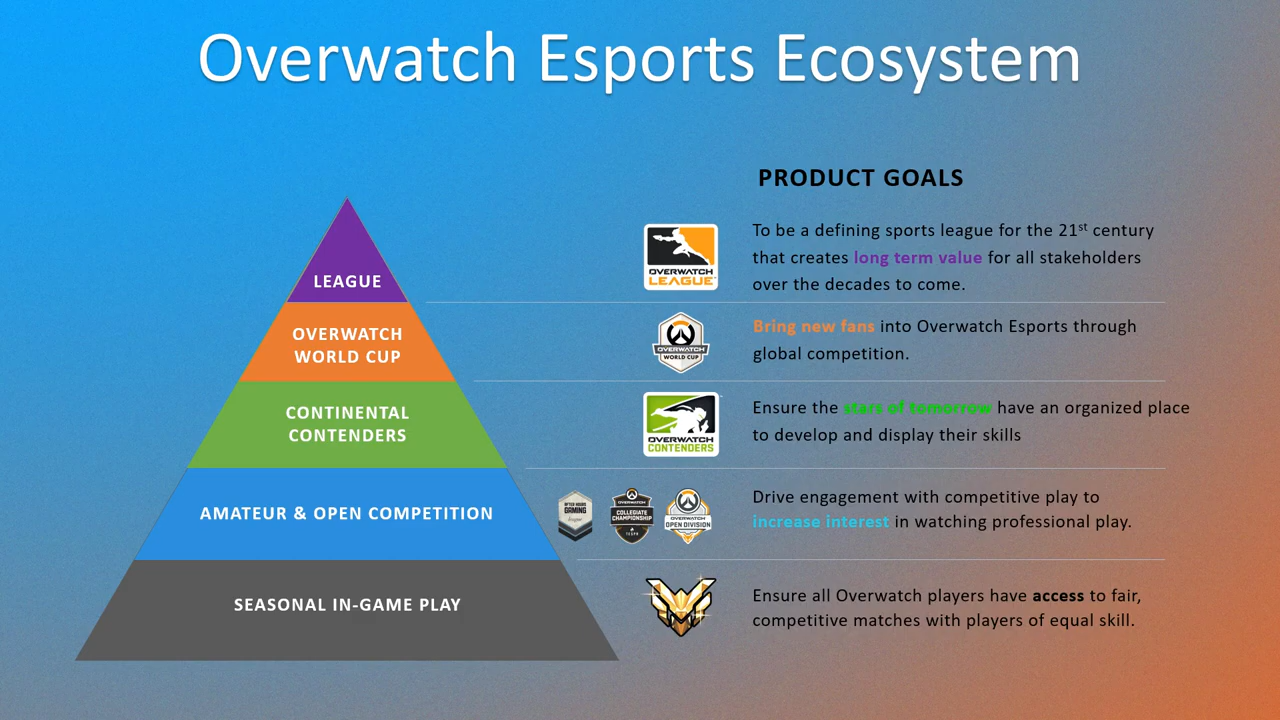 Overwatch Esports Ecosystem
PRODUCT GOALS
LEAGUE
OVERWATCH
LEAGUE
To be a defining sports league for the 21st century
that creates long term value for all stakeholders
over the decades to come.
OVERWATCH
WORLD CUP
OVERWATCH
WORLD CUP
Bring new fans into Overwatch Esports through
global competition.
CONTINENTAL
CONTENDERS
OVERWATCH
CONTENDERS
Ensure the stars of tomorrow have an organized place
to develop and display their skills
AMATEUR & OPEN COMPETITION
AFTER HOURS
GAMING
league
OVERWATCH
COLLEGIATE
CHAMPIONSHIP
TESPA
OVERWATCH
OPEN DIVISION
Drive engagement with competitive play to
increase interest in watching professional play.
SEASONAL IN-GAME PLAY
Ensure all Overwatch players have access to fair,
competitive matches with players of equal skill.